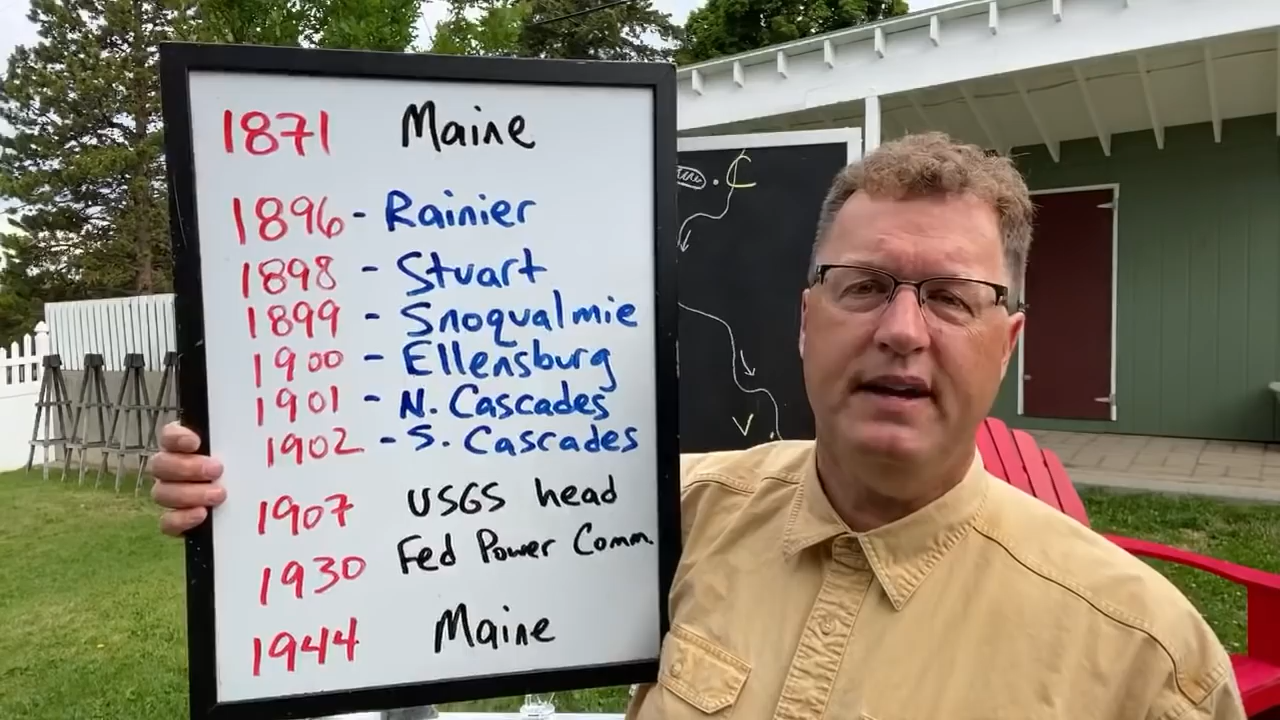 1871 Maine
1896 - Rainier
1898 - Stuart
1899 - Snoqualmie
1900 - Ellensburg
1901 - N. Cascades
1902 - S. Cascades
1907 USGS head
1930 Fed Power Comm.
1944 Maine
C
V